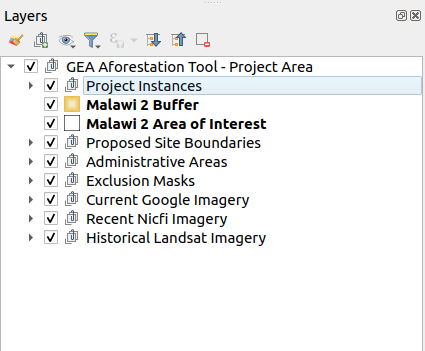 Layers
GEA Aforestation Tool - Project Area
Project Instances
Malawi 2 Buffer
Malawi 2 Area of Interest
Proposed Site Boundaries
Administrative Areas
Exclusion Masks
Current Google Imagery
Recent Nicfi Imagery
Historical Landsat Imagery